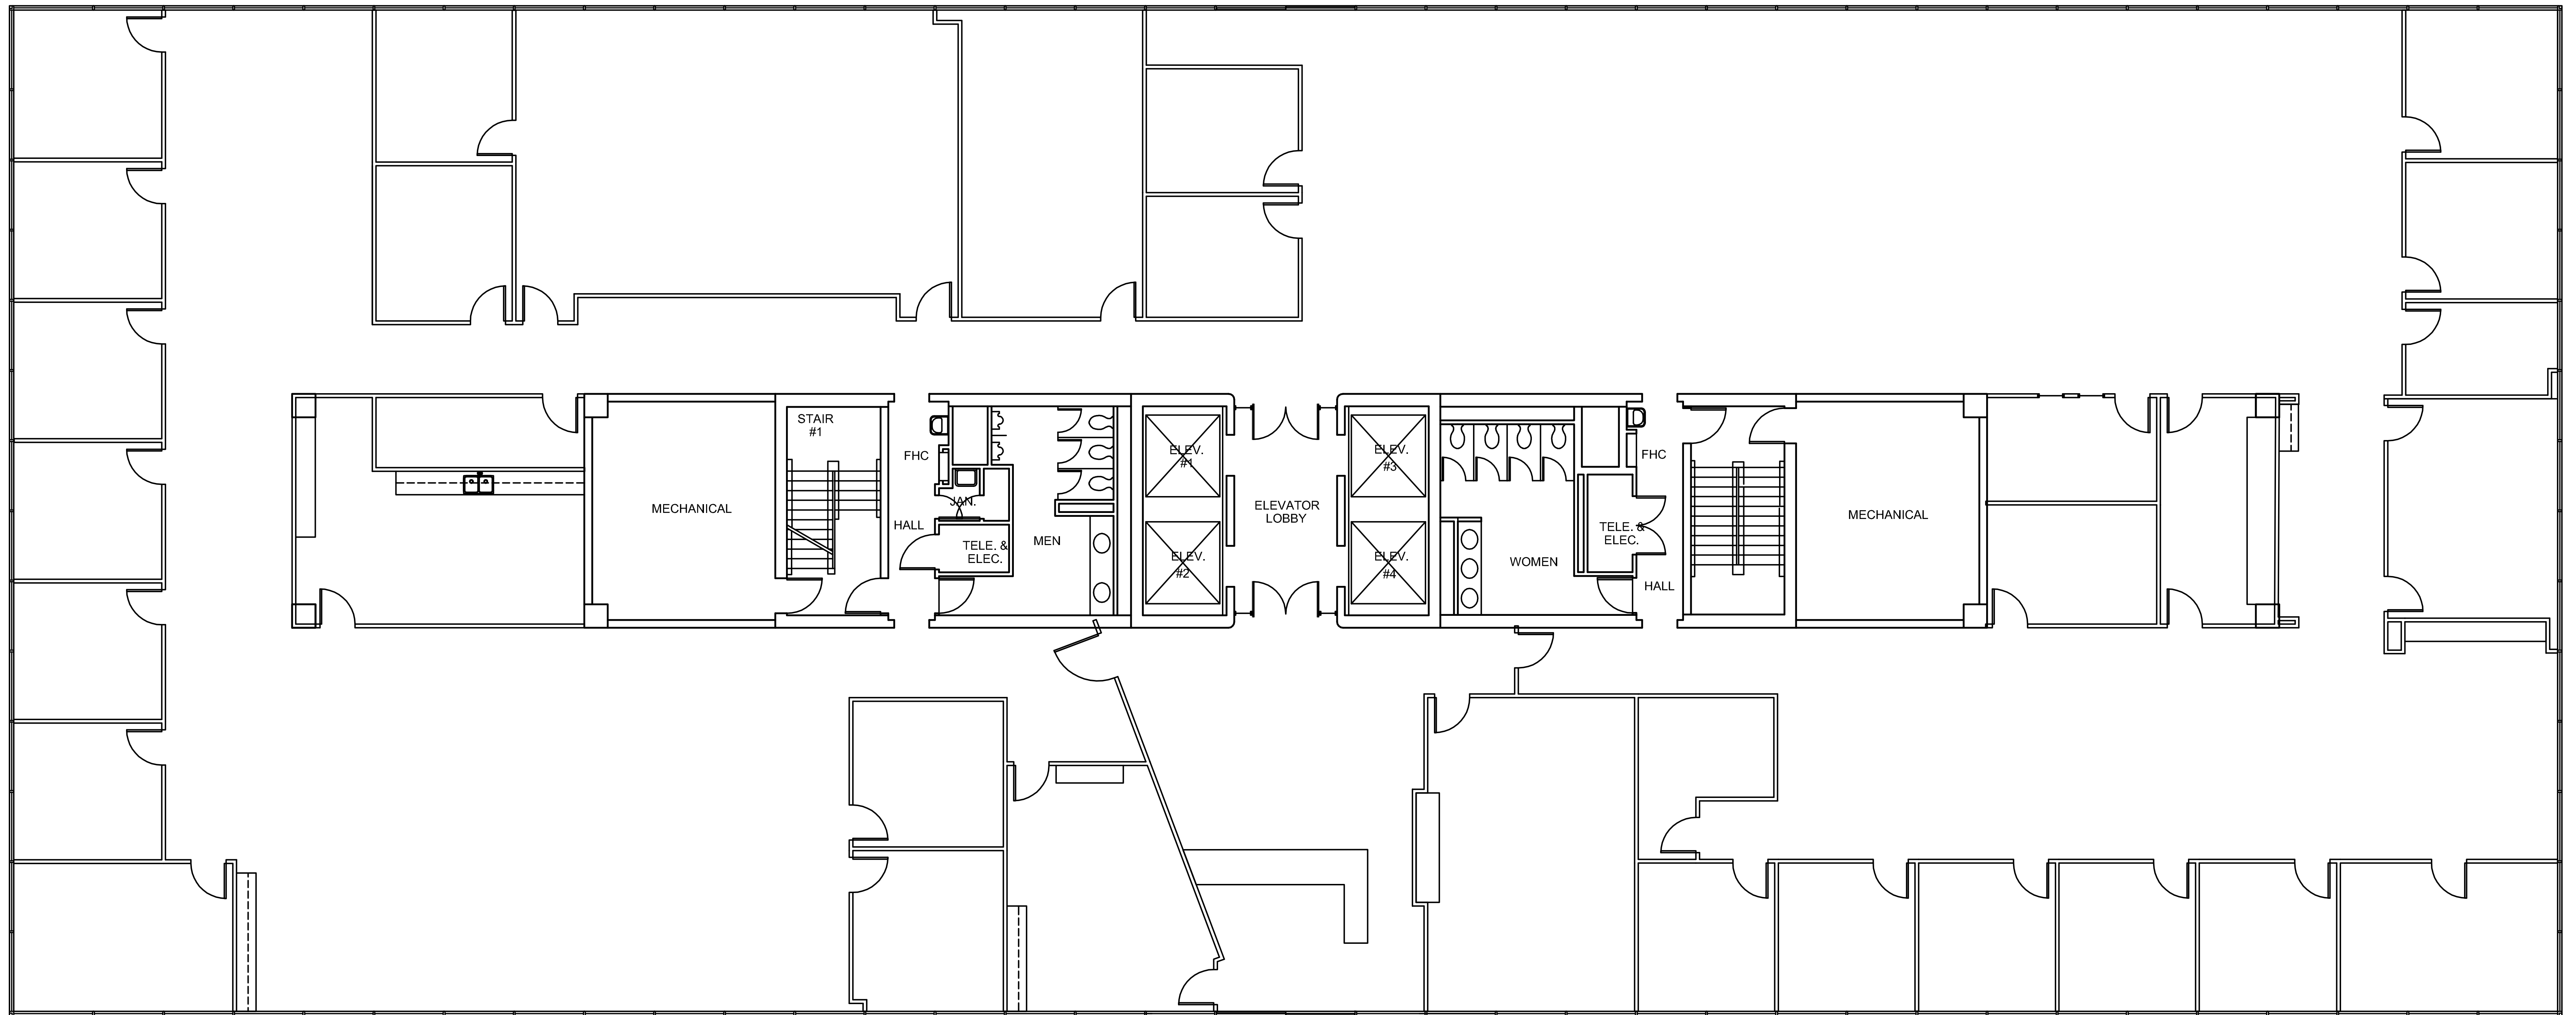 STAIR
#1
FHC
MECHANICAL
HALL
JAN.
TELE. &
ELEC.
MEN
ELEV.
#1
ELEV.
#2
ELEVATOR
LOBBY
ELEV.
#3
ELEV.
#4
WOMEN
FHC
TELE. &
ELEC.
HALL
MECHANICAL